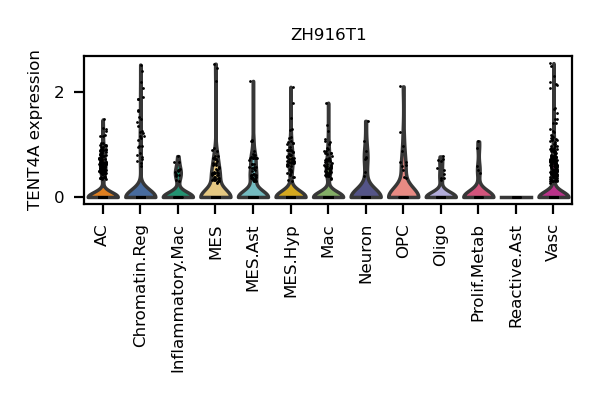 ZH916T1
TENT4A expression
2
0
AC
Chromatin.Reg
Inflammatory.Mac
MES
MES.Ast
MES.Hyp
Mac
Neuron
OPC
Oligo
Prolif.Metab
Reactive.Ast
Vasc